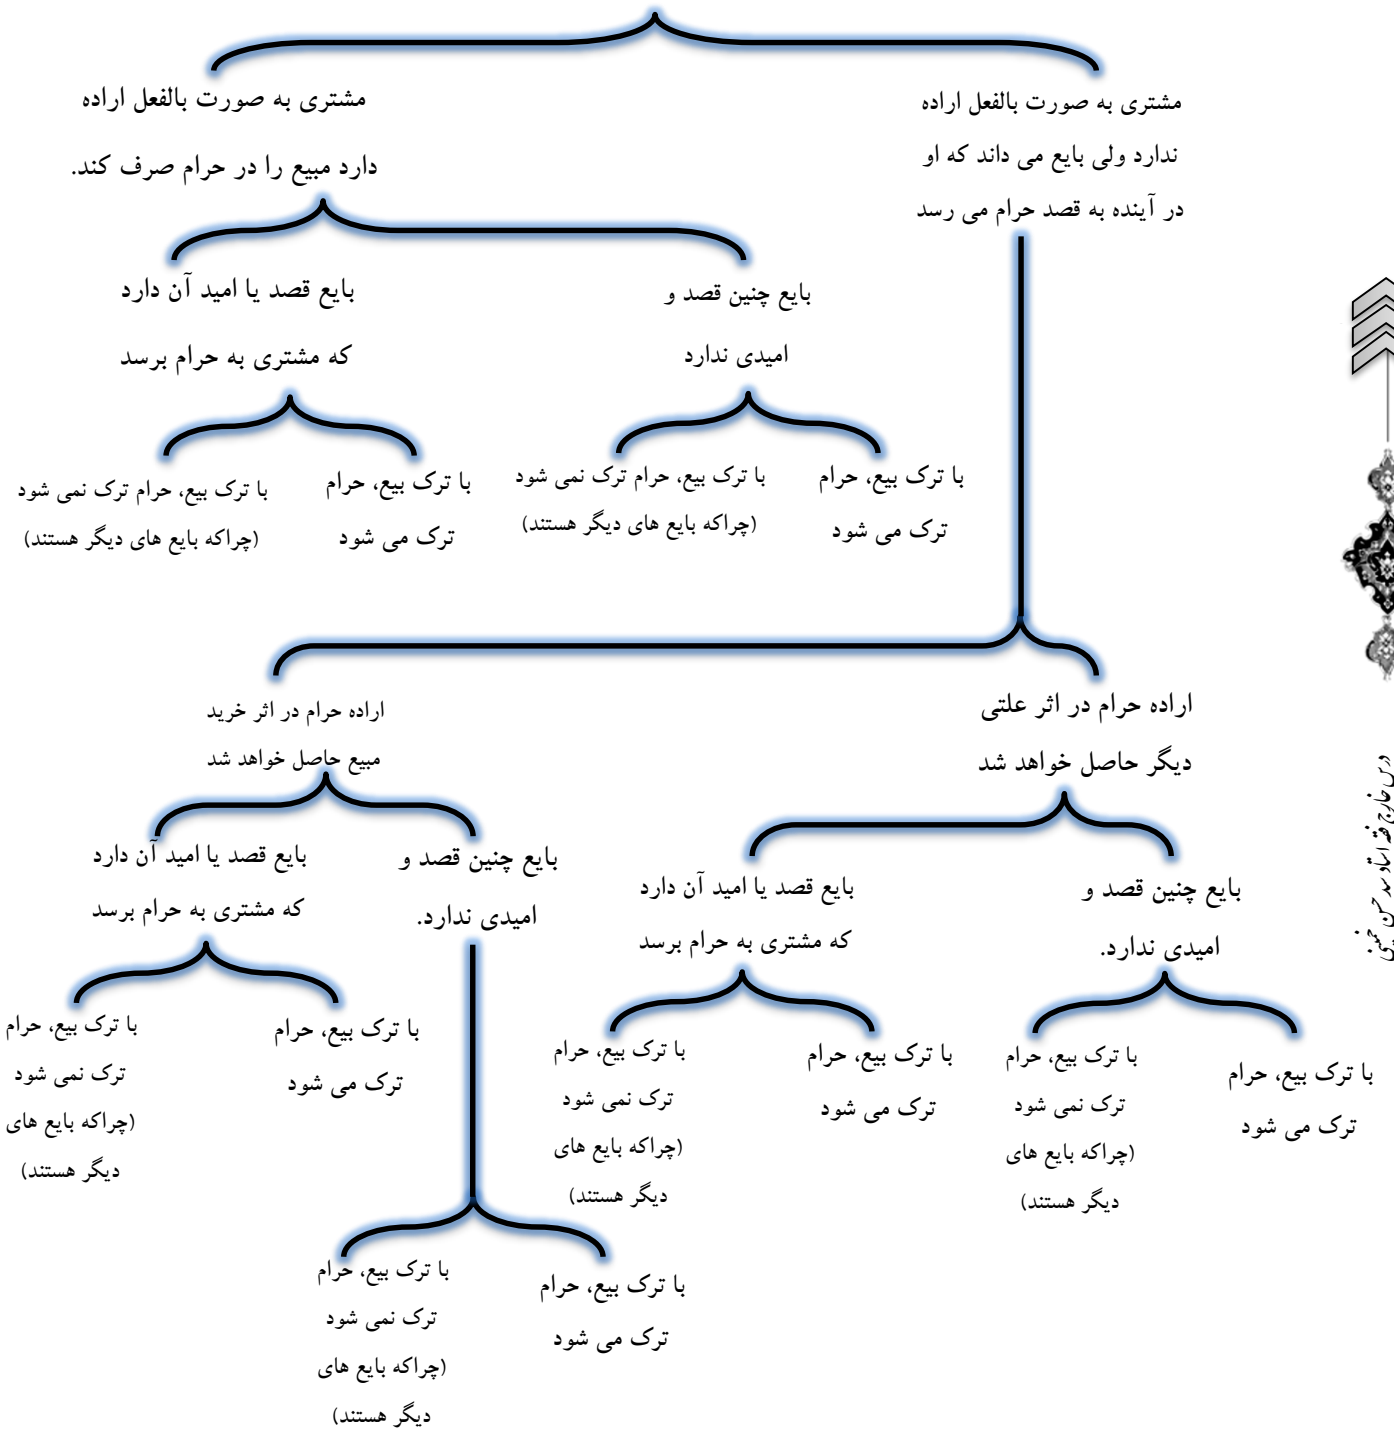 مشتری به صورت بالفعل اراده
ندارد ولی بایع می داند که او
در آینده به قصد حرام می رسد
مشتری به صورت بالفعل اراده
دارد مبیع را در حرام صرف کند.
بایع چنین قصد و
امیدی ندارد
بایع قصد یا امید آن دارد
که مشتری به حرام برسد
با ترک بیع، حرام
ترک می شود
با ترک بیع، حرام ترک نمی شود
(چراکه بایع های دیگر هستند)
با ترک بیع، حرام
ترک می شود
با ترک بیع، حرام ترک نمی شود
(چراکه بایع های دیگر هستند)
اراده حرام در اثر علتی
دیگر حاصل خواهد شد
اراده حرام در اثر خرید
مبیع حاصل خواهد شد
بایع چنین قصد و
امیدی ندارد.
بایع قصد یا امید آن دارد
که مشتری به حرام برسد
بایع چنین قصد و
امیدی ندارد.
بایع قصد یا امید آن دارد
که مشتری به حرام برسد
با ترک بیع، حرام
ترک می شود
با ترک بیع، حرام
ترک نمی شود
(چراکه بایع های
دیگر هستند)
با ترک بیع، حرام
ترک می شود
با ترک بیع، حرام
ترک نمی شود
(چراکه بایع های
دیگر هستند)
با ترک بیع، حرام
ترک می شود
با ترک بیع، حرام
ترک نمی شود
(چراکه بایع های
دیگر هستند)
با ترک بیع، حرام
ترک می شود
با ترک بیع، حرام
ترک نمی شود
(چراکه بایع های
دیگر هستند)
درس خارج فقه استاد سید حسن خمینی